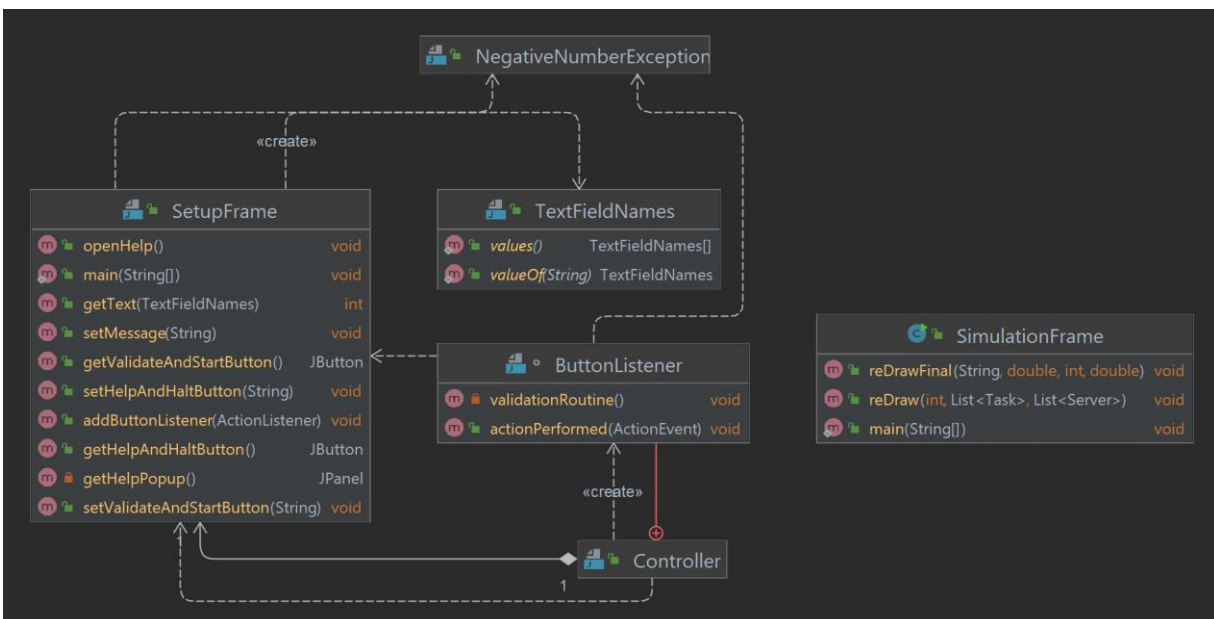 NegativeNumberException
«create»
SetupFrame
openHelp() void
main(String[]) void
getText(TextFieldNames) int
setMessage(String) void
getValidateAndStartButton() JButton
setHelpAndHaltButton(String) void
addButtonListener(ActionListener) void
getHelpAndHaltButton() JButton
getHelpPopup() JPanel
setValidateAndStartButton(String) void
TextFieldNames
values() TextFieldNames[]
valueOf(String) TextFieldNames
ButtonListener
validationRoutine() void
actionPerformed(ActionEvent) void
SimulationFrame
reDrawFinal(String, double, int, double) void
reDraw(int, List<Task>, List<Server>) void
main(String[]) void
«create»
1
Controller
1